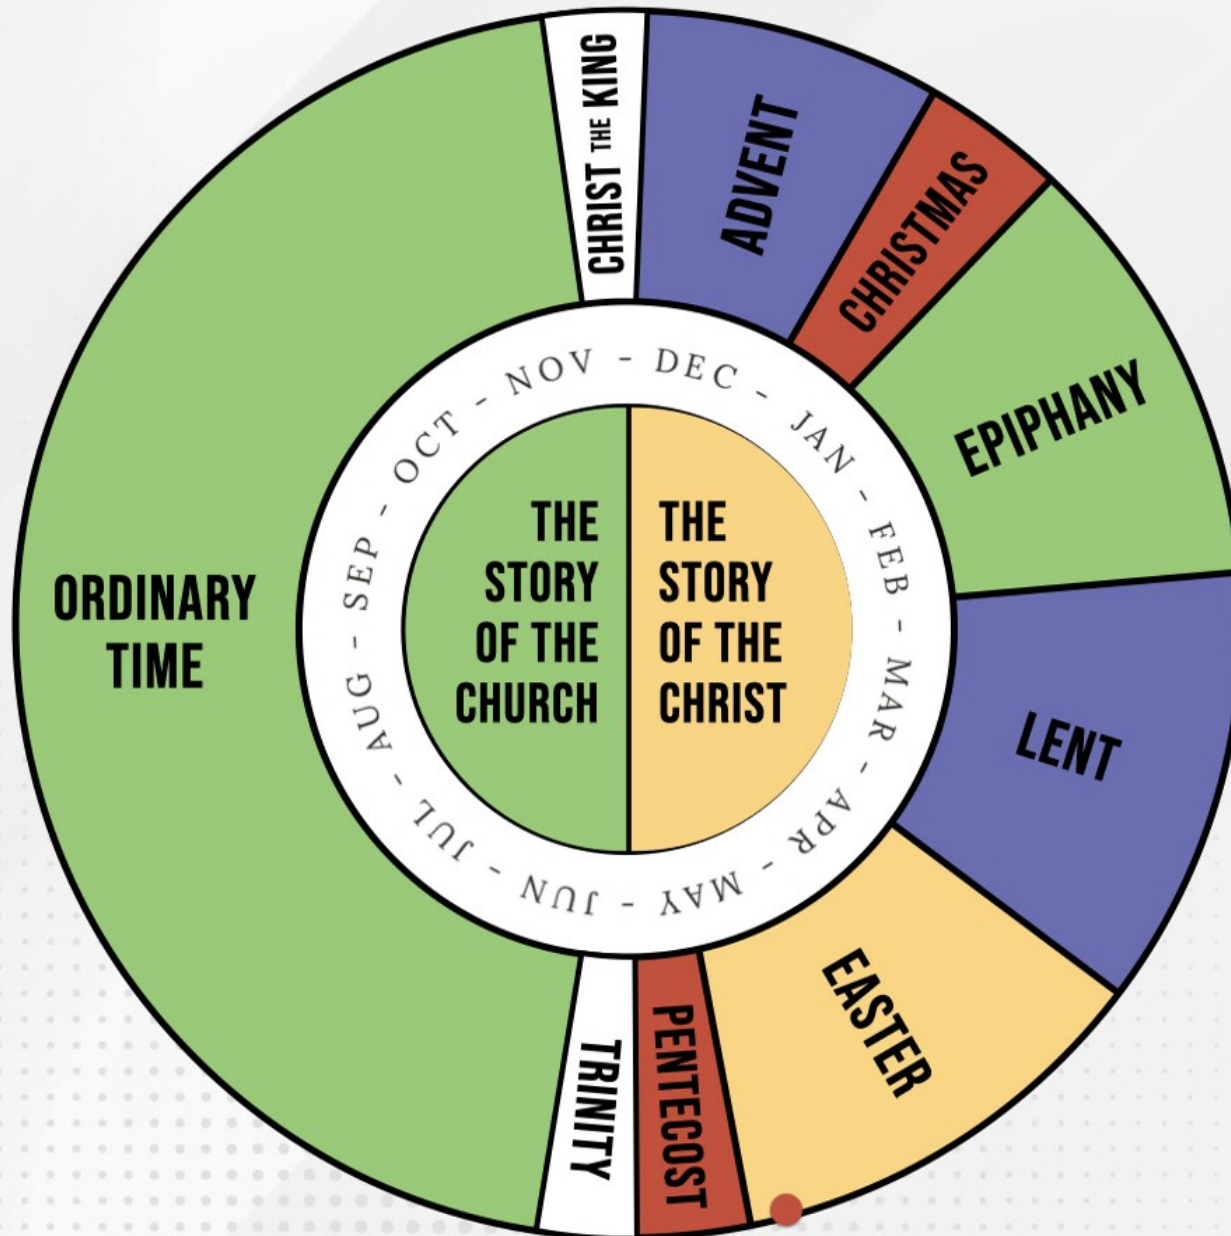 CHRIST THE KING
ADVENT
CHRISTMAS
EPIPHANY
LENT
EASTER
PENTECOST
TRINITY
ORDINARY
TIME
NOV - DEC - JAN - FEB - MAR - APR - MAY - JUN - JUL - AUG - SEP - OCT -
THE
STORY
OF THE
CHURCH
THE
STORY
OF THE
CHRIST